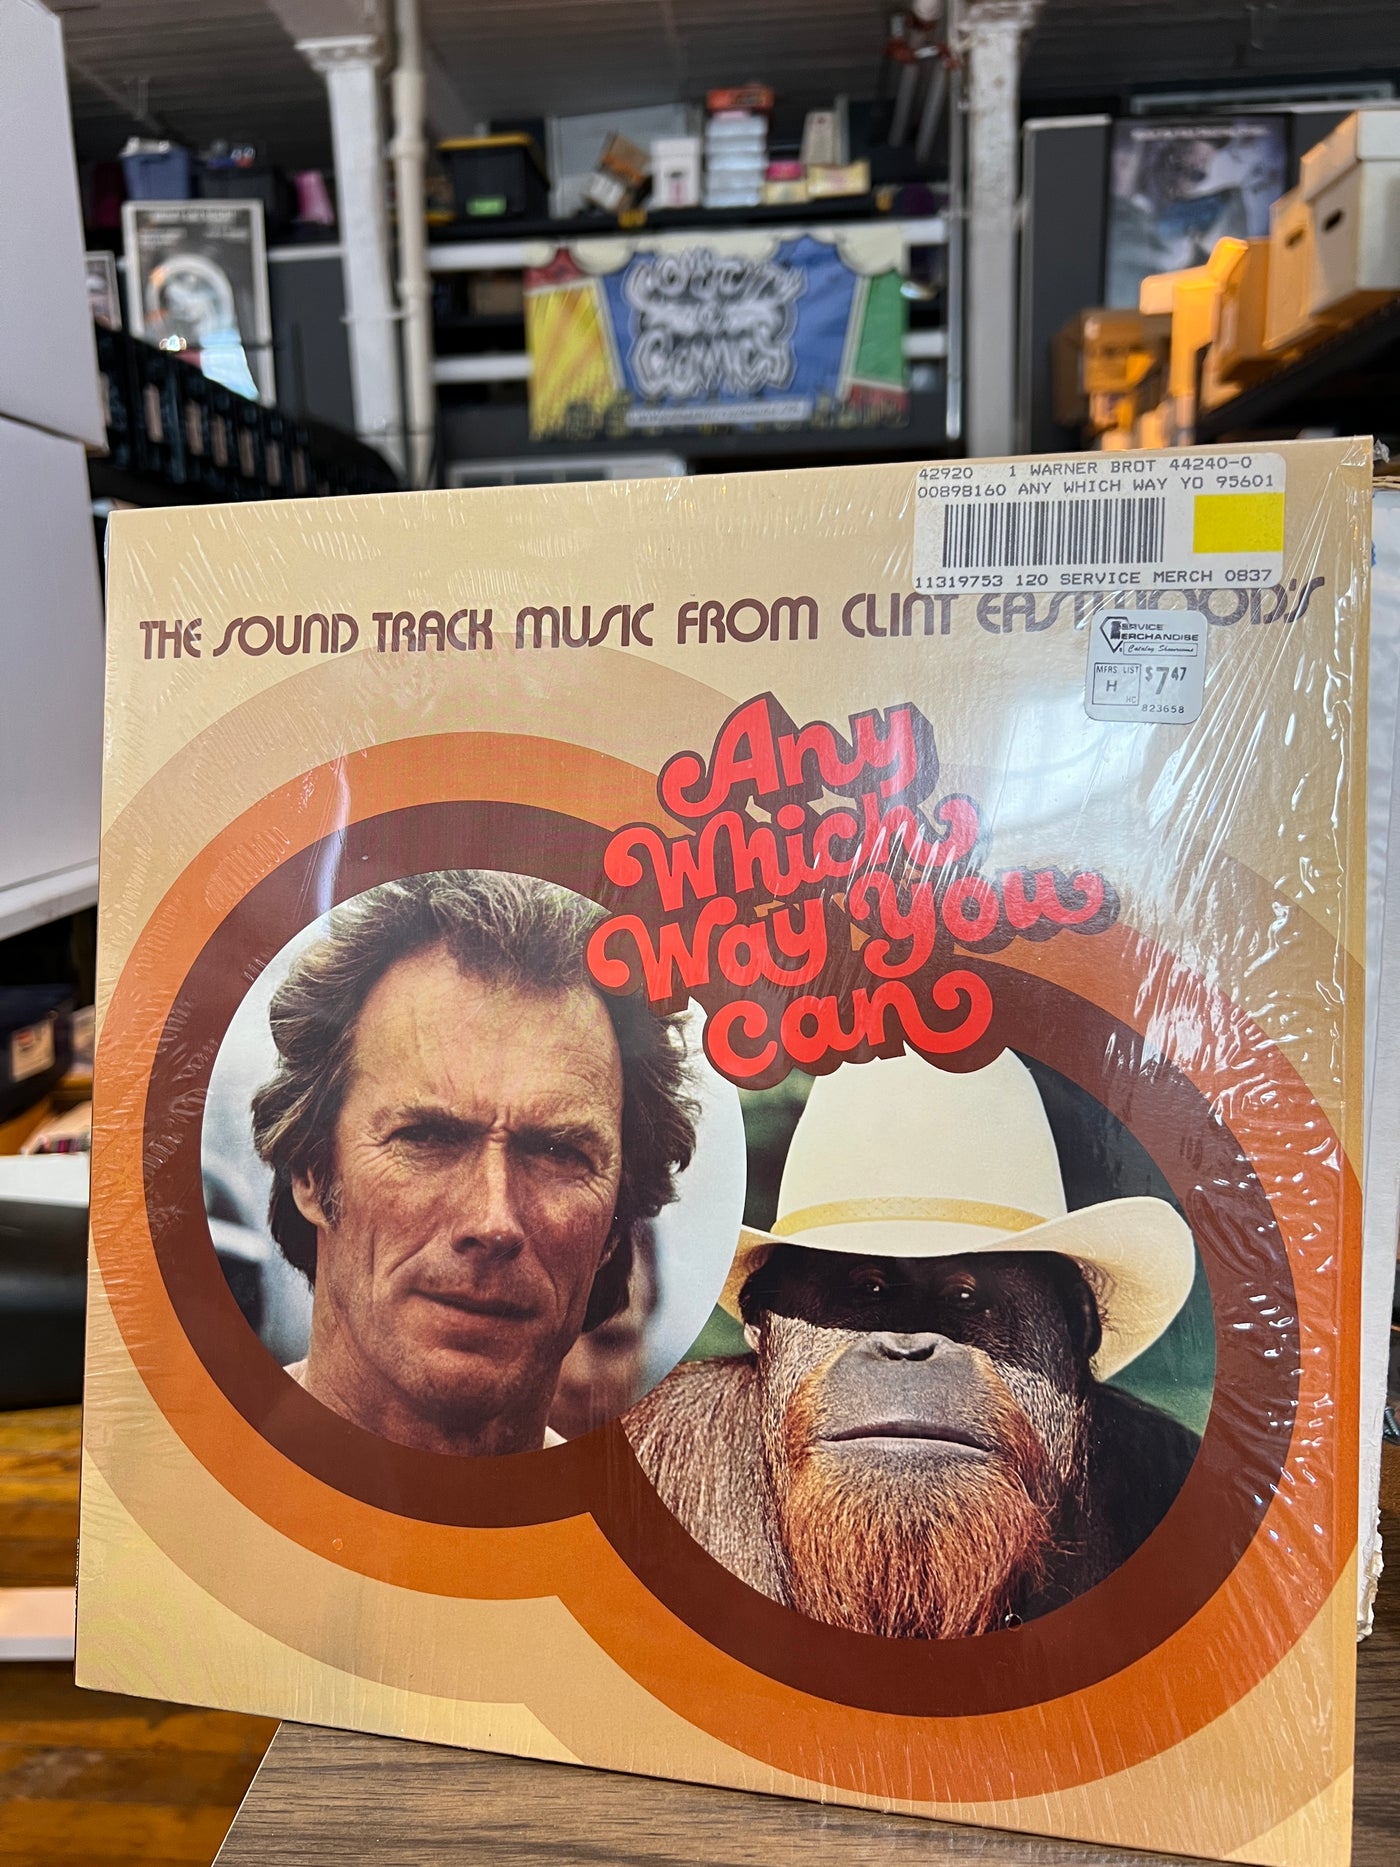 COMICS
42920 1 WARNER BROT 44240-0
00898160 ANY WHICH WAY YO 95601
11319753 120 SERVICE MERCH 0837
THE SOUND TRACK MUSIC FROM CLINT EASTWOOD'S
SERVICE
MERCHANDISE
Catalog Showrooms
MFRS LIST $7 47
H
HC 823658
Any
Which
Way You
Can